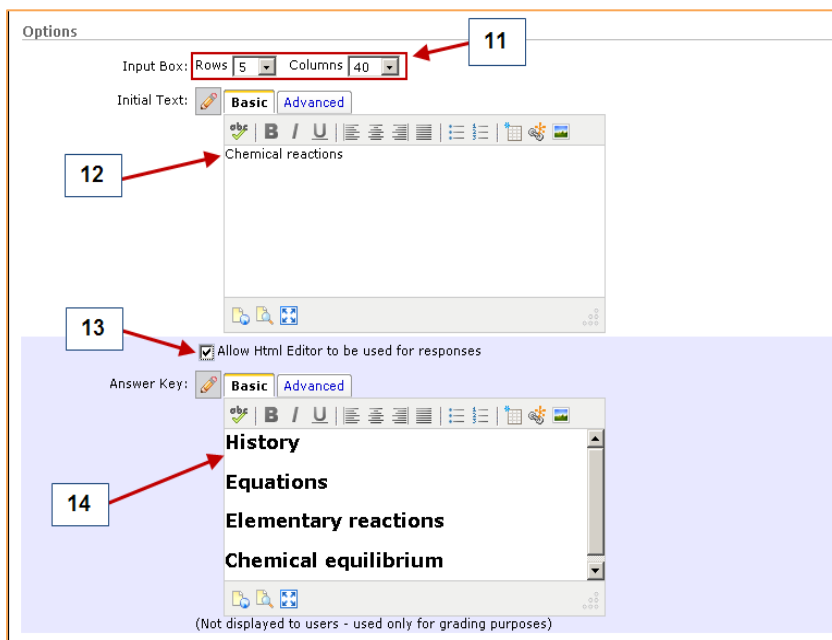 Options
11
Input Box: Rows 5 Columns 40
Initial Text: Basic Advanced
abc B I U
Chemical reactions
12
13
Allow Html Editor to be used for responses
Answer Key: Basic Advanced
abc B I U
History
Equations
14
Elementary reactions
Chemical equilibrium
(Not displayed to users - used only for grading purposes)